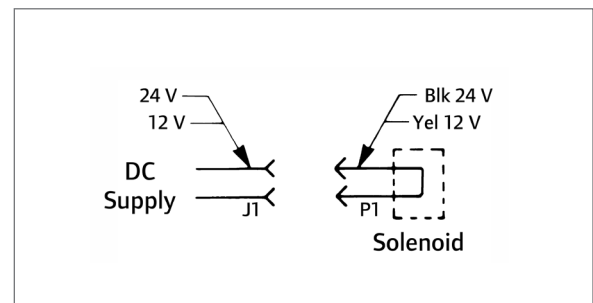 24 V
12 V
Blk 24 V
Yel 12 V
DC
Supply
J1
P1
Solenoid